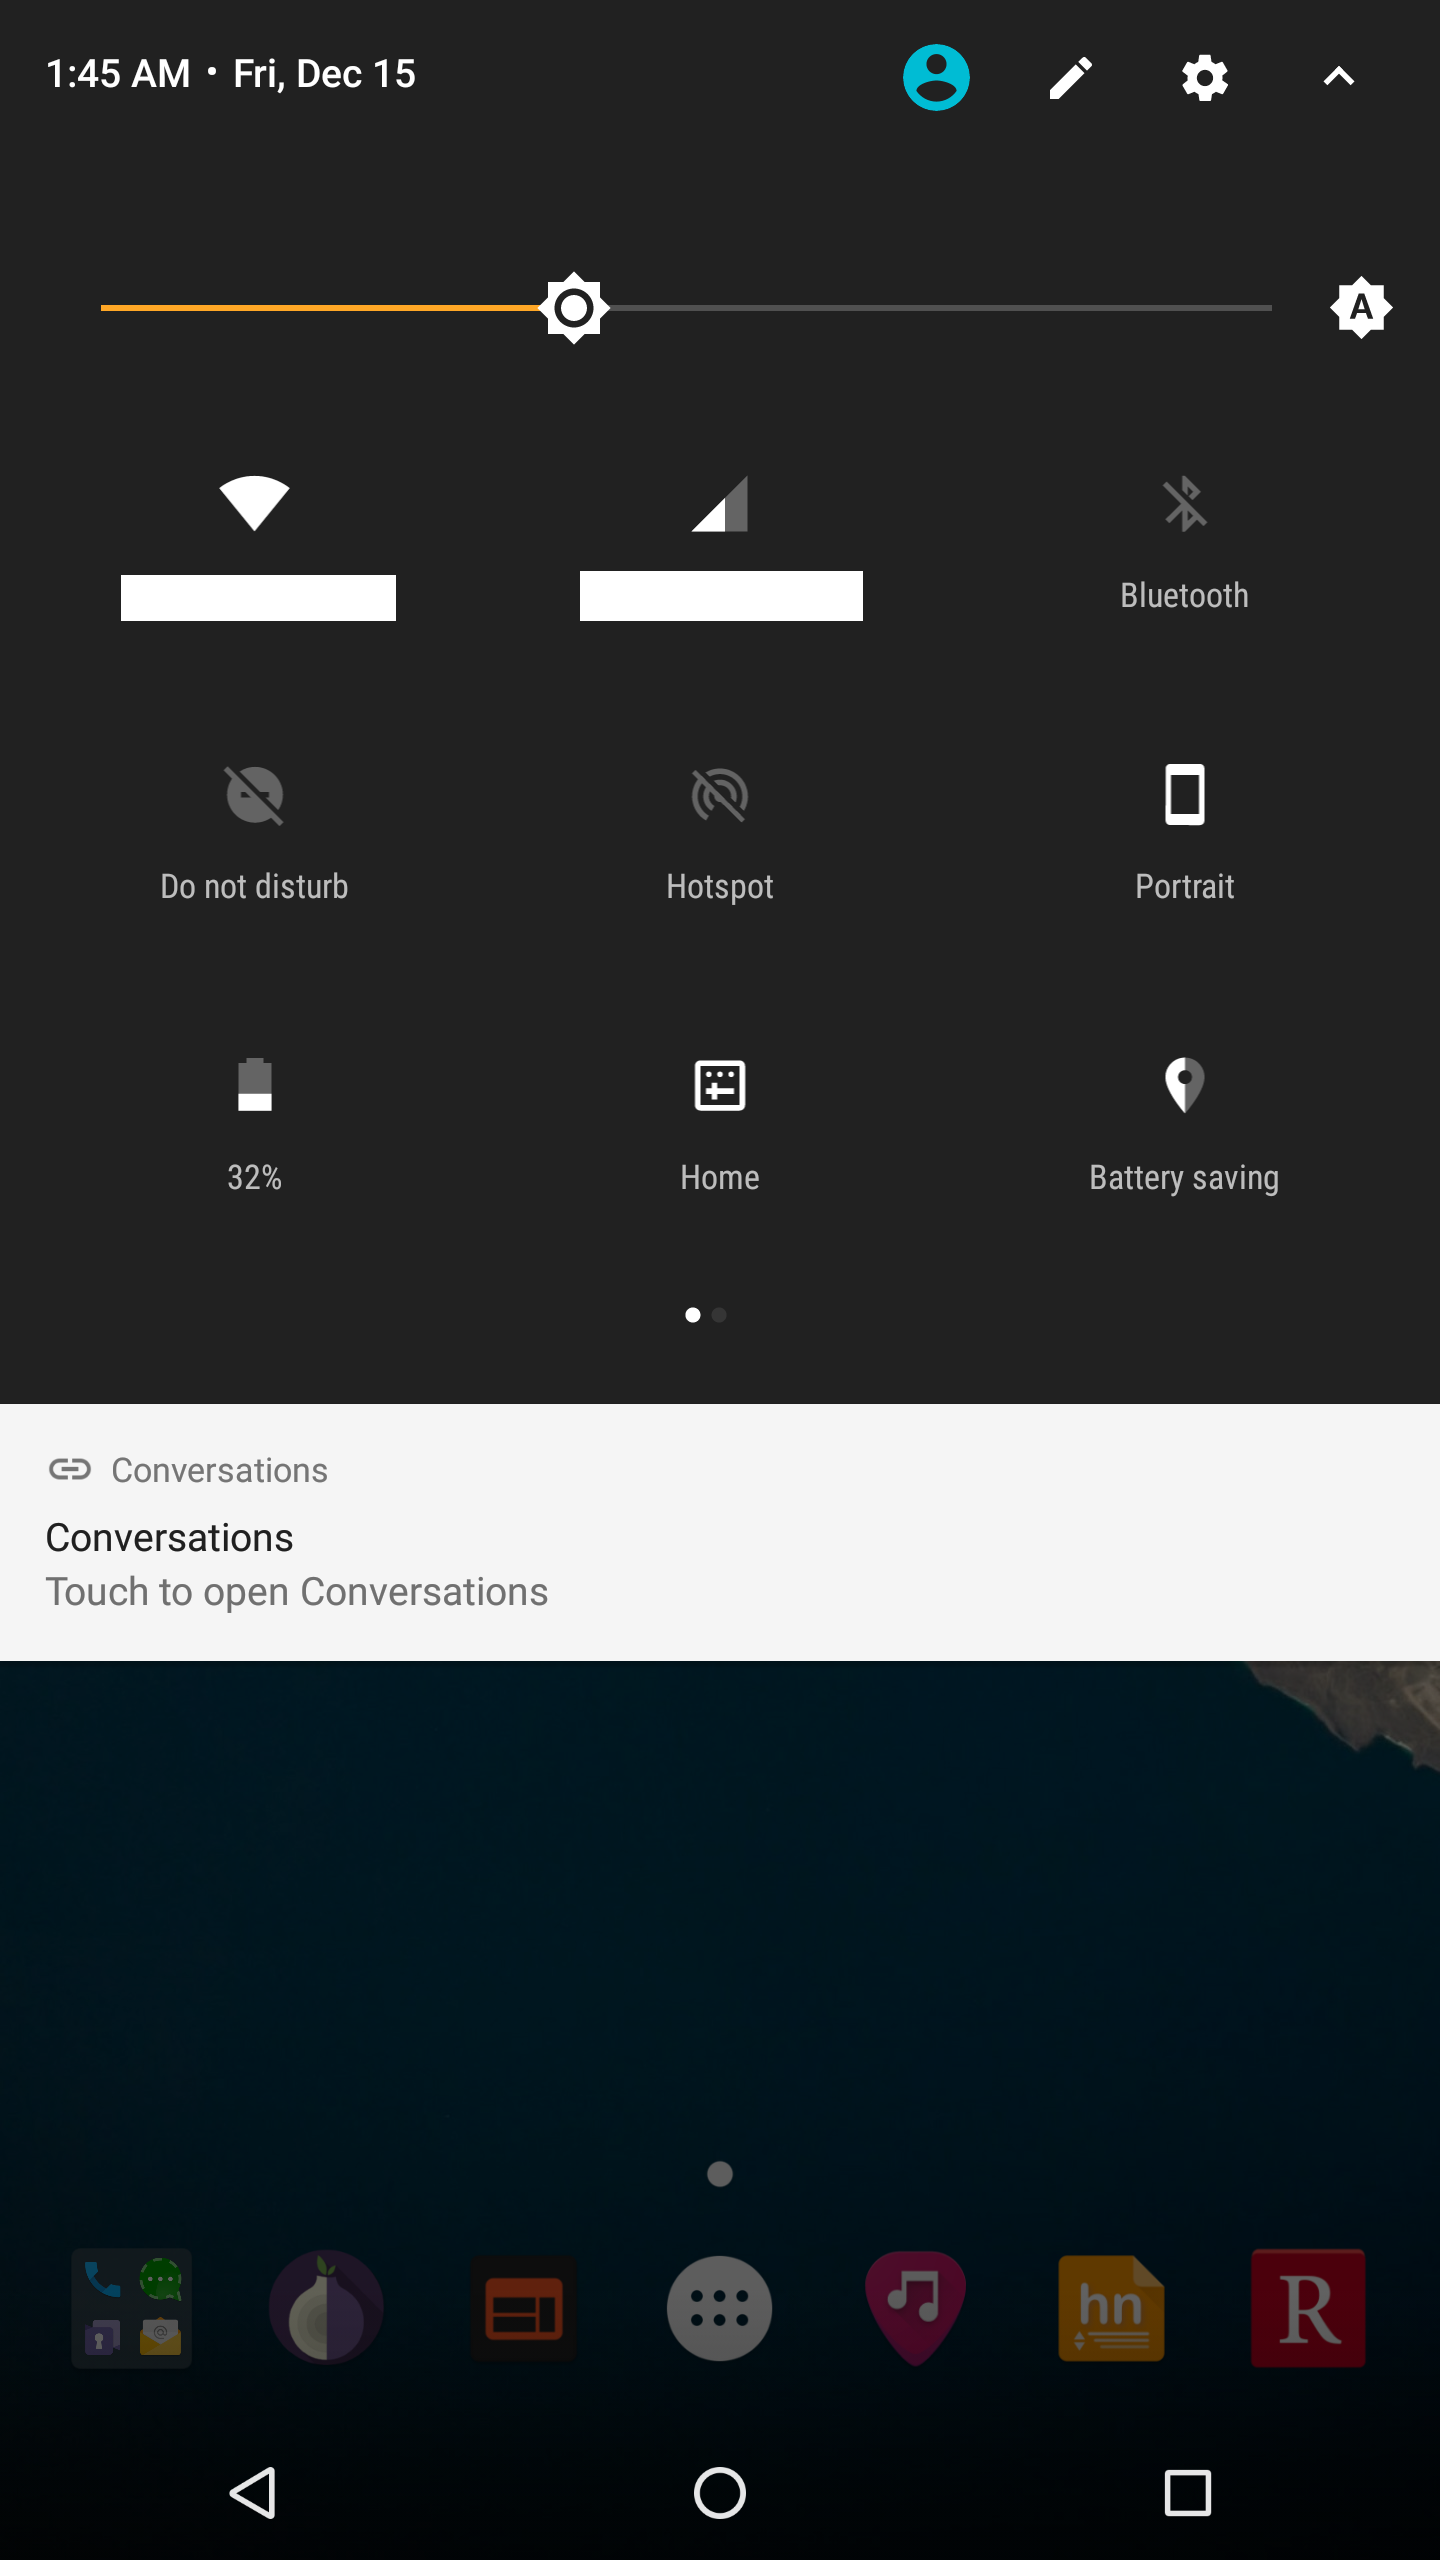 1:45 AM • Fri, Dec 15
A
Bluetooth
Do not disturb
Hotspot
Portrait
32%
Home
Battery saving
Conversations
Conversations
Touch to open Conversations
@
hn
R